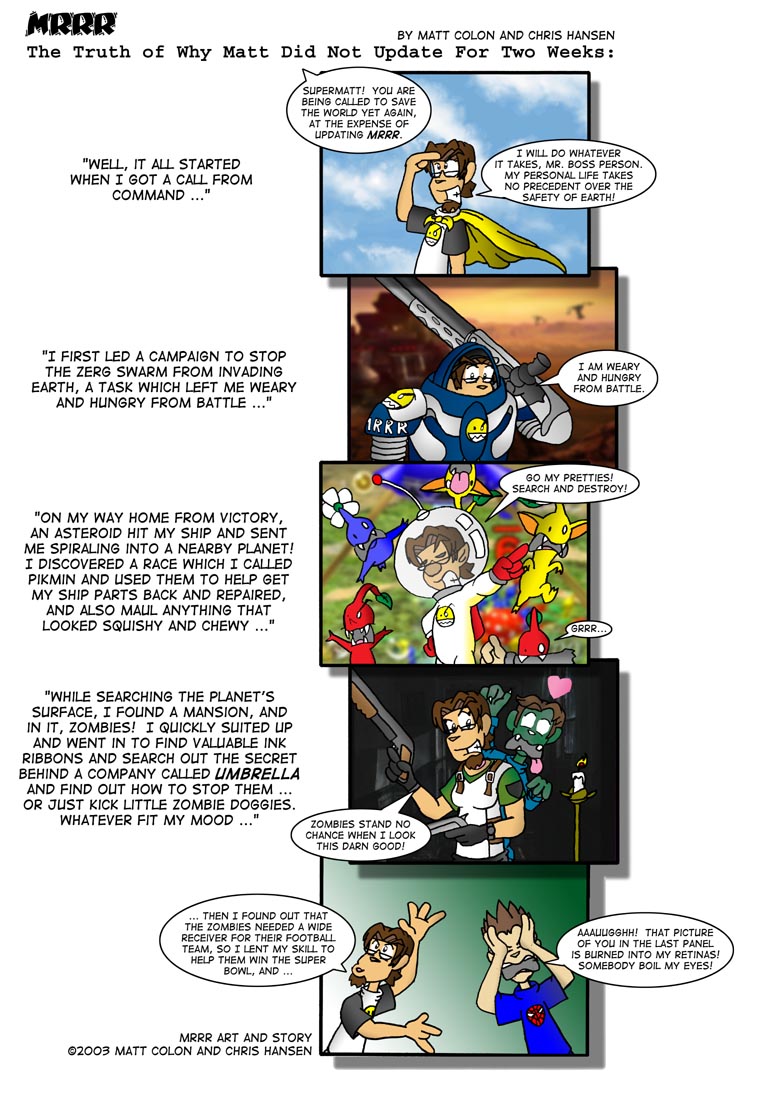 MRRR
BY MATT COLON AND CHRIS HANSEN
The Truth of Why Matt Did Not Update For Two Weeks:
"WELL, IT ALL STARTED
WHEN I GOT A CALL FROM
COMMAND ..."
SUPERMATT! YOU ARE
BEING CALLED TO SAVE
THE WORLD YET AGAIN,
AT THE EXPENSE OF
UPDATING MRRR.
I WILL DO WHATEVER
IT TAKES, MR. BOSS PERSON.
MY PERSONAL LIFE TAKES
NO PRECEDENT OVER THE
SAFETY OF EARTH!
"I FIRST LED A CAMPAIGN TO STOP
THE ZERG SWARM FROM INVADING
EARTH, A TASK WHICH LEFT ME WEARY
AND HUNGRY FROM BATTLE ..."
I AM WEARY
AND HUNGRY
FROM BATTLE.
MRRR
"ON MY WAY HOME FROM VICTORY,
AN ASTEROID HIT MY SHIP AND SENT
ME SPIRALING INTO A NEARBY PLANET!
I DISCOVERED A RACE WHICH I CALLED
PIKMIN AND USED THEM TO HELP GET
MY SHIP PARTS BACK AND REPAIRED,
AND ALSO MAUL ANYTHING THAT
LOOKED SQUISHY AND CHEWY ..."
GO MY PRETTIES!
SEARCH AND DESTROY!
GRRR...
"WHILE SEARCHING THE PLANET'S
SURFACE, I FOUND A MANSION, AND
IN IT, ZOMBIES! I QUICKLY SUITED UP
AND WENT IN TO FIND VALUABLE INK
RIBBONS AND SEARCH OUT THE SECRET
BEHIND A COMPANY CALLED UMBRELLA
AND FIND OUT HOW TO STOP THEM ...
OR JUST KICK LITTLE ZOMBIE DOGGIES.
WHATEVER FIT MY MOOD ..."
ZOMBIES STAND NO
CHANCE WHEN I LOOK
THIS DARN GOOD!
... THEN I FOUND OUT THAT
THE ZOMBIES NEEDED A WIDE
RECEIVER FOR THEIR FOOTBALL
TEAM, SO I LENT MY SKILL TO
HELP THEM WIN THE SUPER
BOWL, AND ...
AAAUUGGHH! THAT PICTURE
OF YOU IN THE LAST PANEL
IS BURNED INTO MY RETINAS!
SOMEBODY BOIL MY EYES!
MRRR ART AND STORY
©2003 MATT COLON AND CHRIS HANSEN